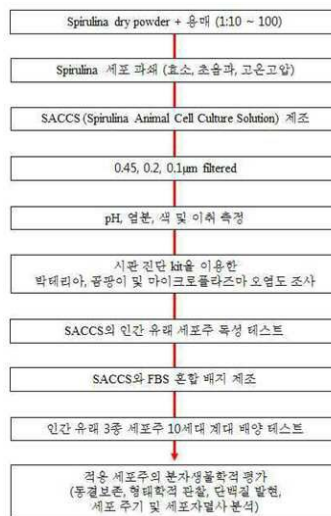 Spirulina dry powder + 용매 (1:10 ~ 100)
Spirulina 세포 파쇄 (효소, 초음파, 고온고압)
SACCS (Spirulina Animal Cell Culture Solution) 제조
0.45, 0.2, 0.1μm filtered
pH, 염분, 색 및 이취 측정
시판 진단 kit을 이용한
박테리아, 곰팡이 및 마이크로플라즈마 오염도 조사
SACCS의 인간 유래 세포주 독성 테스트
SACCS와 FBS 혼합 배지 제조
인간 유래 3종 세포주 10세대 계대 배양 테스트
적용 세포주의 분자생물학적 평가
(동결보존, 형태학적 관찰, 단백질 발현,
세포 주기 및 세포자멸사 분석)